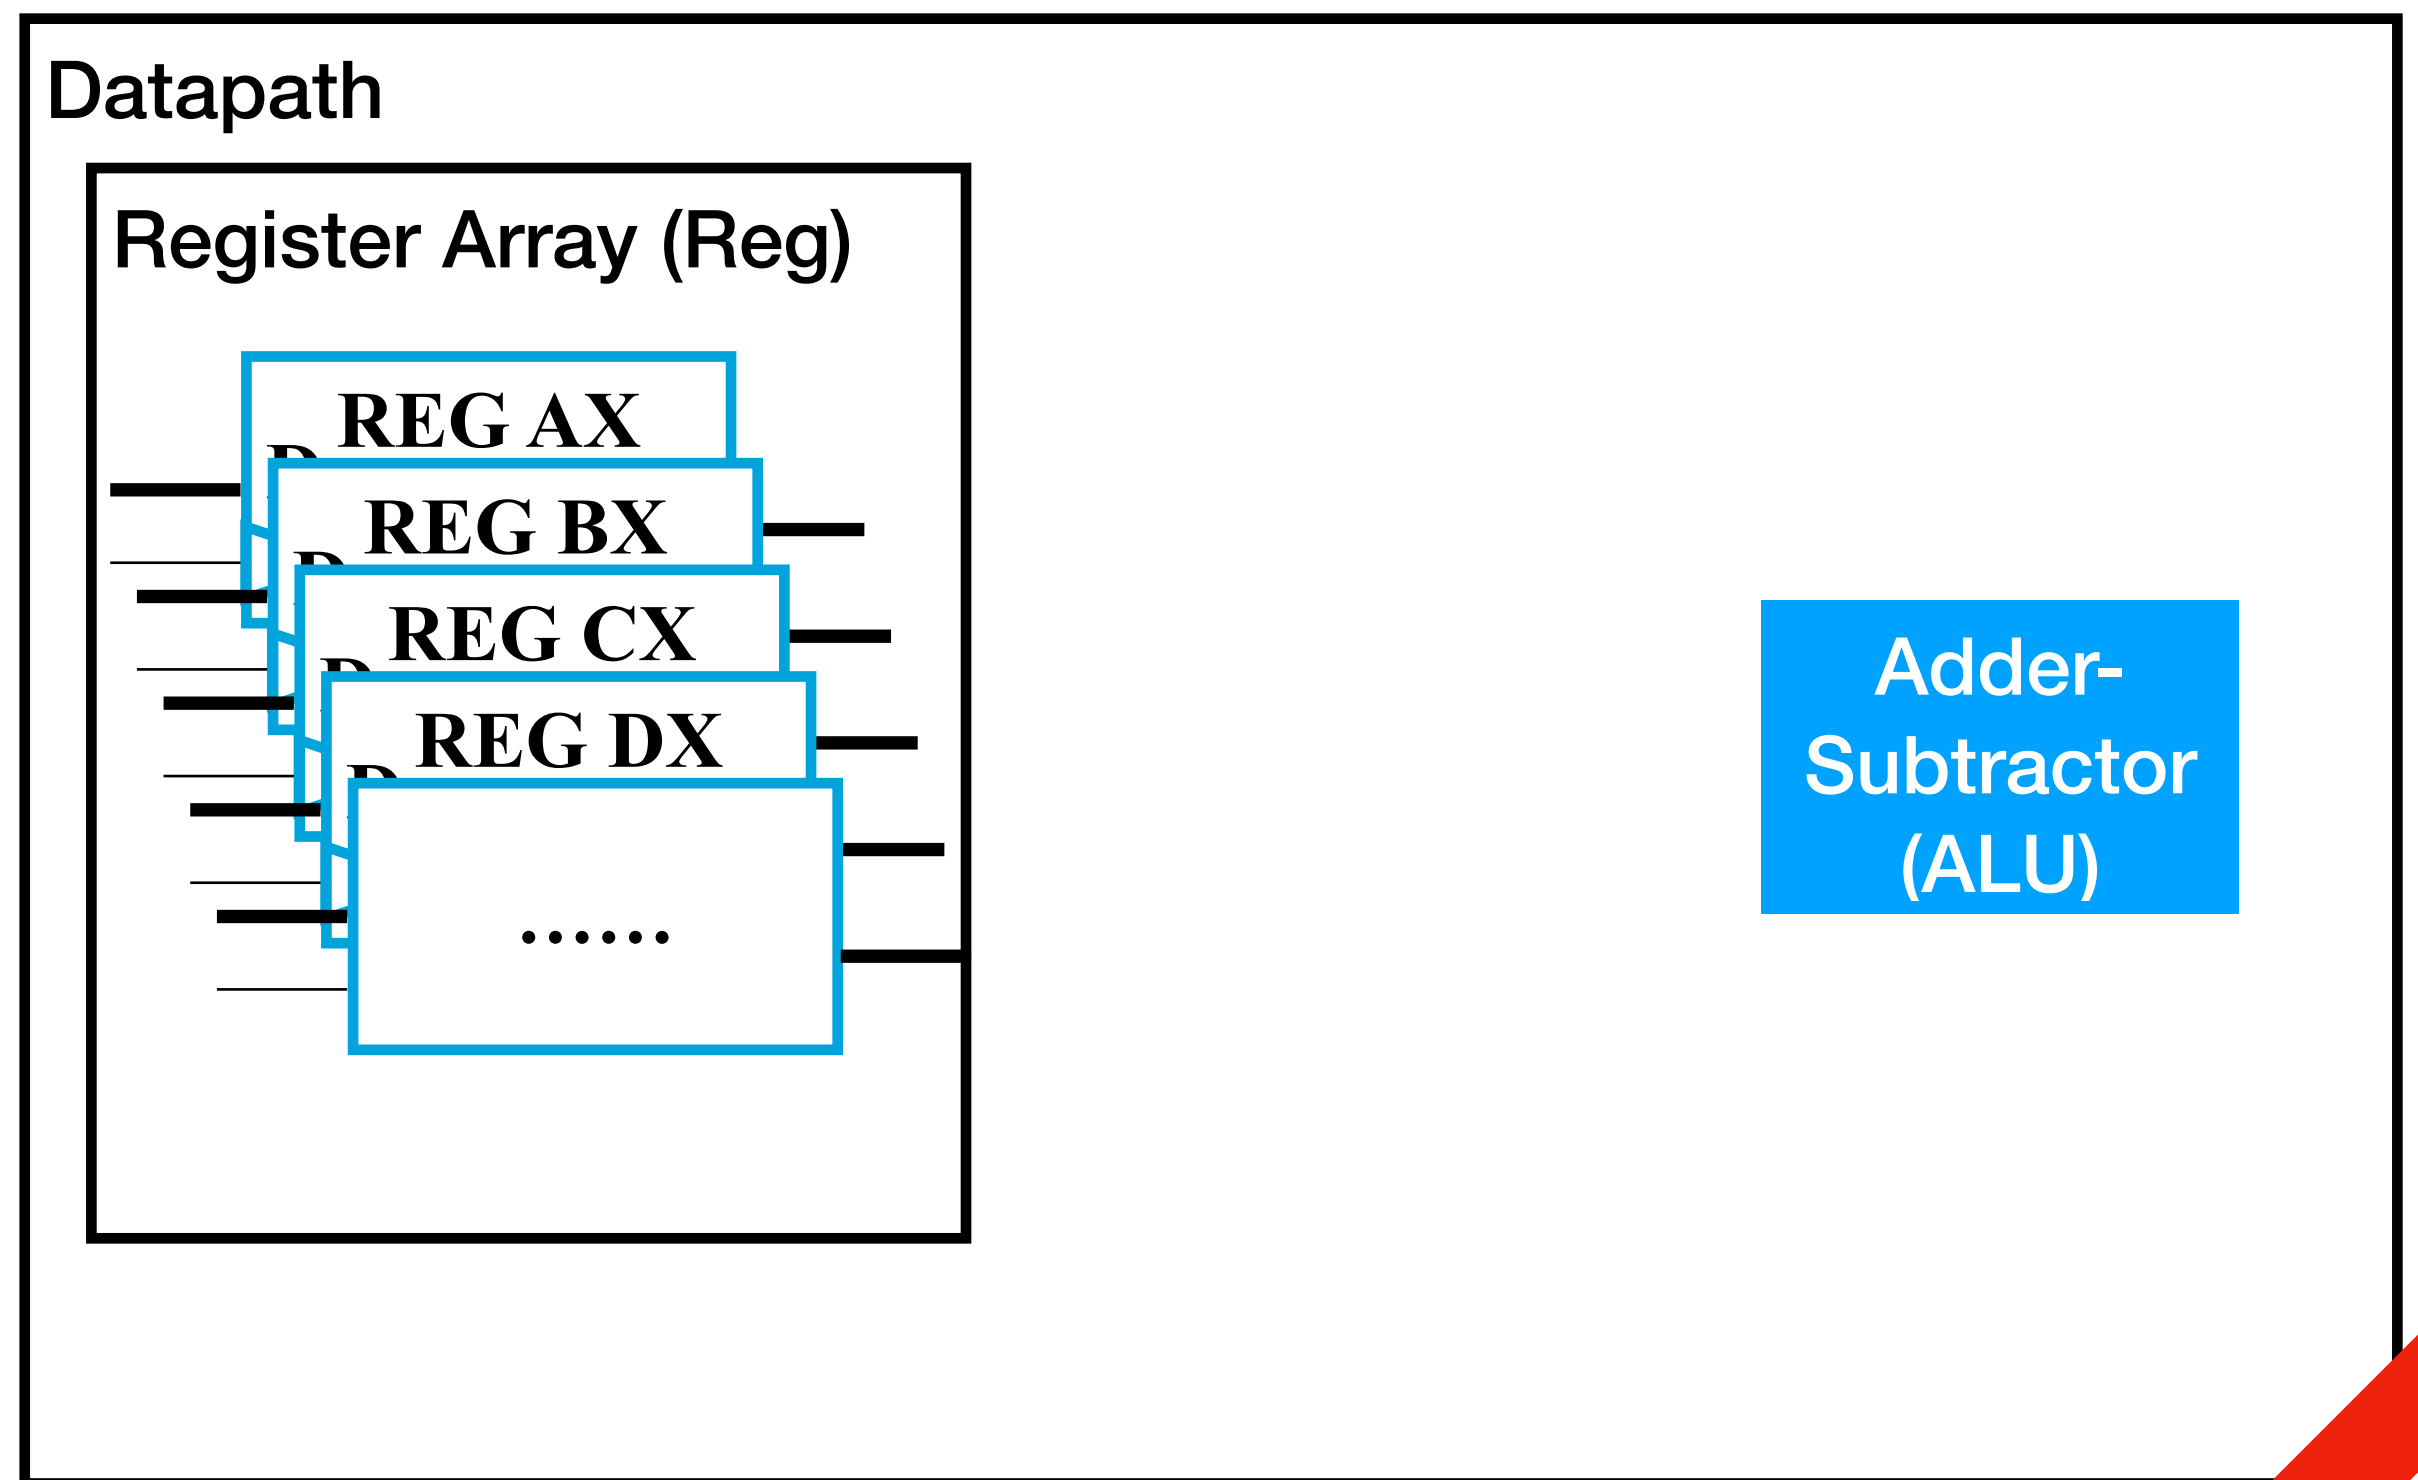 Datapath
Register Array (Reg)
REG AX
D
REG BX
D
REG CX
D
REG DX
D
......
Adder-
Subtractor
(ALU)